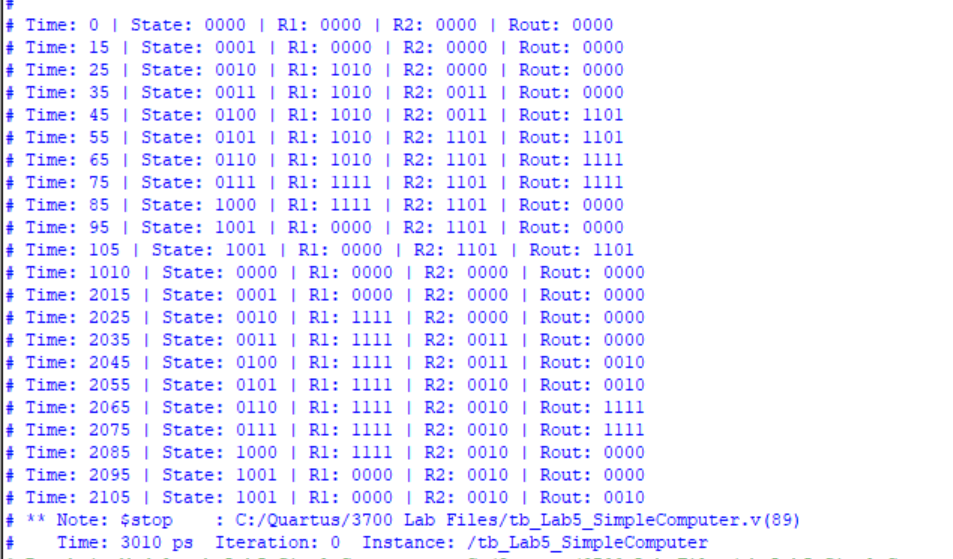 #
# Time: 0 | State: 0000 | R1: 0000 | R2: 0000 | Rout: 0000
# Time: 15 | State: 0001 | R1: 0000 | R2: 0000 | Rout: 0000
# Time: 25 | State: 0010 | R1: 1010 | R2: 0000 | Rout: 0000
# Time: 35 | State: 0011 | R1: 1010 | R2: 0011 | Rout: 0000
# Time: 45 | State: 0100 | R1: 1010 | R2: 0011 | Rout: 1101
# Time: 55 | State: 0101 | R1: 1010 | R2: 1101 | Rout: 1101
# Time: 65 | State: 0110 | R1: 1010 | R2: 1101 | Rout: 1111
# Time: 75 | State: 0111 | R1: 1111 | R2: 1101 | Rout: 1111
# Time: 85 | State: 1000 | R1: 1111 | R2: 1101 | Rout: 0000
# Time: 95 | State: 1001 | R1: 0000 | R2: 1101 | Rout: 0000
# Time: 105 | State: 1001 | R1: 0000 | R2: 1101 | Rout: 1101
# Time: 1010 | State: 0000 | R1: 0000 | R2: 0000 | Rout: 0000
# Time: 2015 | State: 0001 | R1: 0000 | R2: 0000 | Rout: 0000
# Time: 2025 | State: 0010 | R1: 1111 | R2: 0000 | Rout: 0000
# Time: 2035 | State: 0011 | R1: 1111 | R2: 0011 | Rout: 0000
# Time: 2045 | State: 0100 | R1: 1111 | R2: 0011 | Rout: 0010
# Time: 2055 | State: 0101 | R1: 1111 | R2: 0010 | Rout: 0010
# Time: 2065 | State: 0110 | R1: 1111 | R2: 0010 | Rout: 1111
# Time: 2075 | State: 0111 | R1: 1111 | R2: 0010 | Rout: 1111
# Time: 2085 | State: 1000 | R1: 1111 | R2: 0010 | Rout: 0000
# Time: 2095 | State: 1001 | R1: 0000 | R2: 0010 | Rout: 0000
# Time: 2105 | State: 1001 | R1: 0000 | R2: 0010 | Rout: 0010
# ** Note: $stop : C:/Quartus/3700 Lab Files/tb_Lab5_SimpleComputer.v(89)
# Time: 3010 ps Iteration: 0 Instance: /tb_Lab5_SimpleComputer